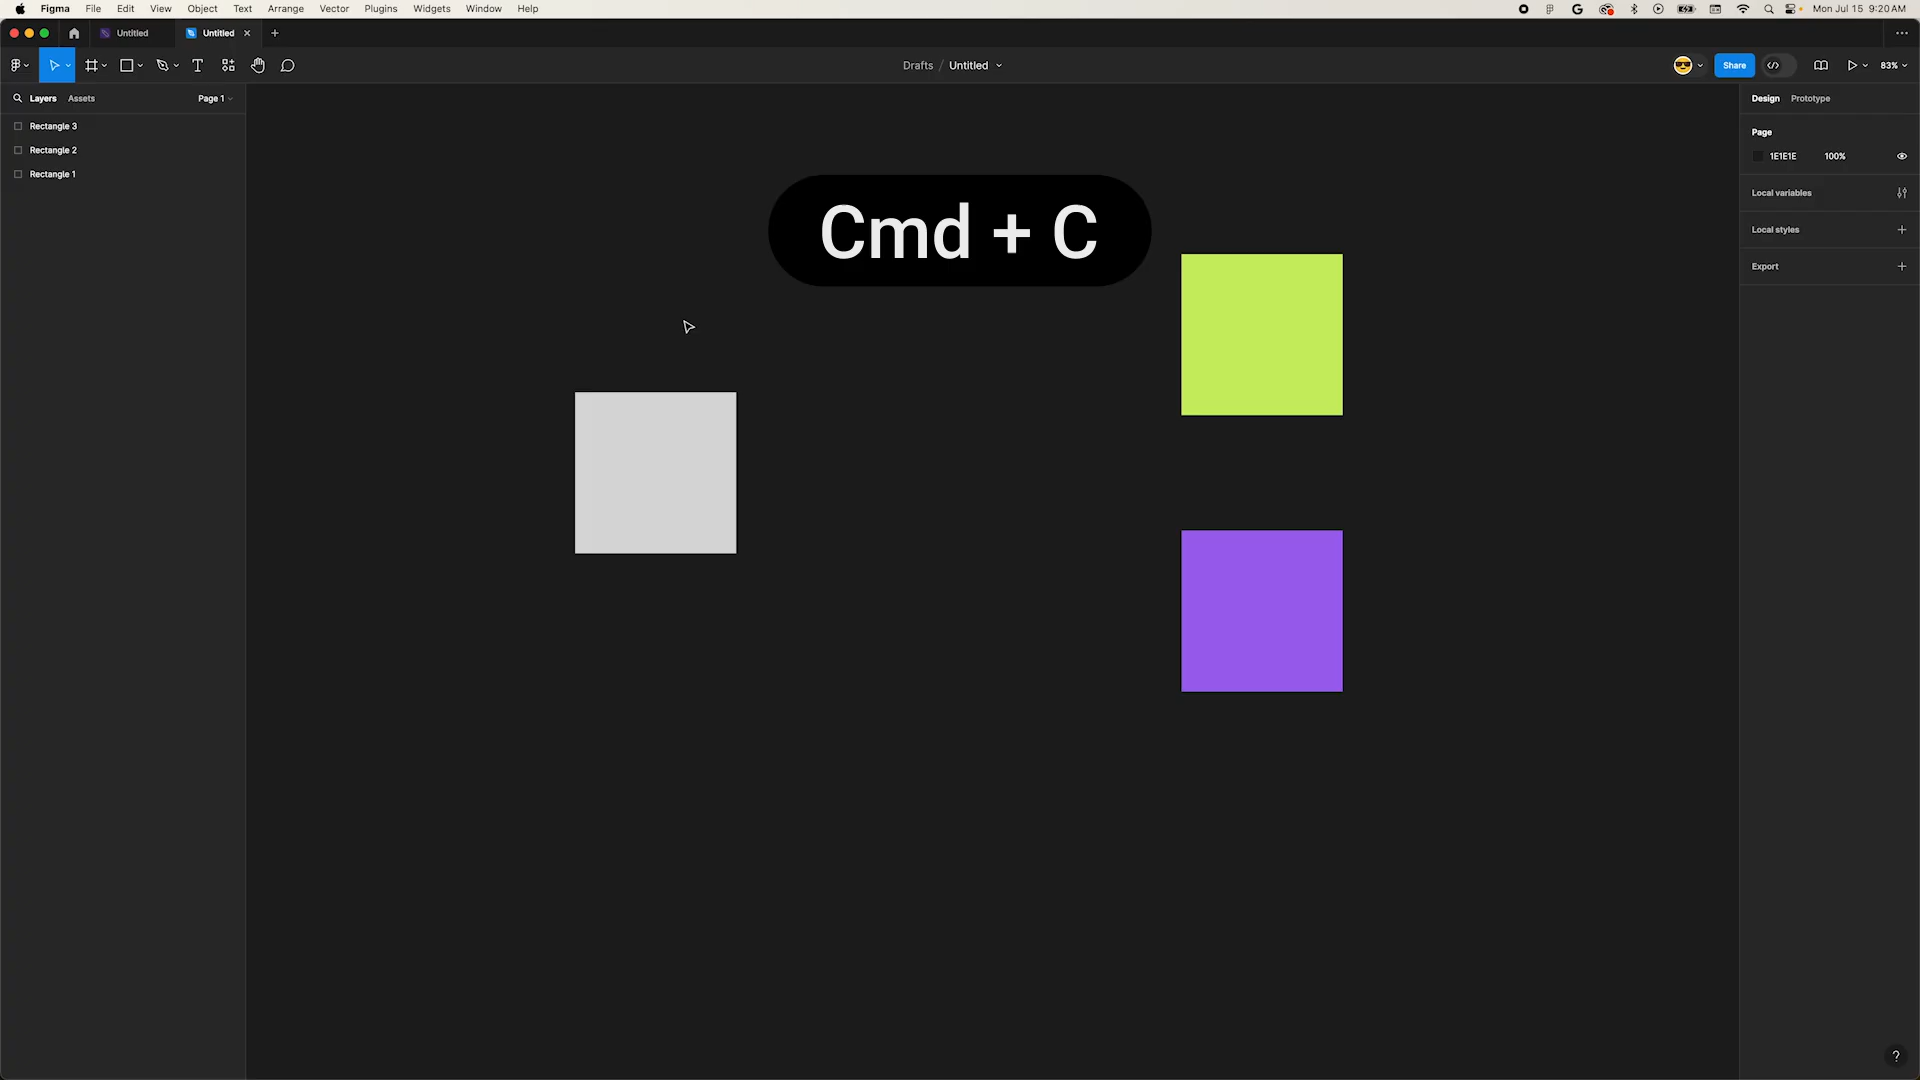 Figma File Edit View Object Text Arrange Vector Plugins Widgets Window Help Mon Jul 15 9:20 AM
Untitled Untitled
Drafts / Untitled Share 83%
Layers Assets Page 1
Rectangle 3
Rectangle 2
Rectangle 1
Cmd + C
Design Prototype
Page
1E1E1E 100%
Local variables
Local styles
Export
?